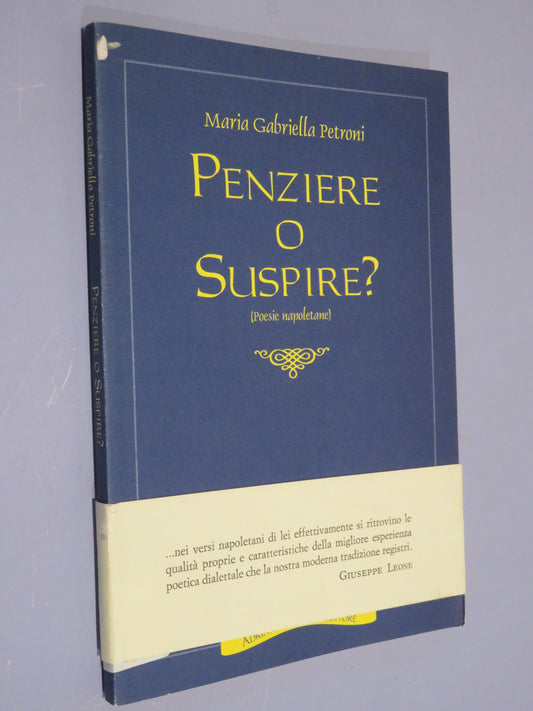 Maria Gabriella Petroni
PENZIERE
O
SUSPIRE?
(Poesie napoletane)
...nei versi napoletani di lei effettivamente si ritrovino le
qualità proprie e caratteristiche della migliore esperienza
poetica dialettale che la nostra moderna tradizione registri.
GIUSEPPE LEONE
Maria Gabriella Petroni
PENZIERE O SUSPIRE?